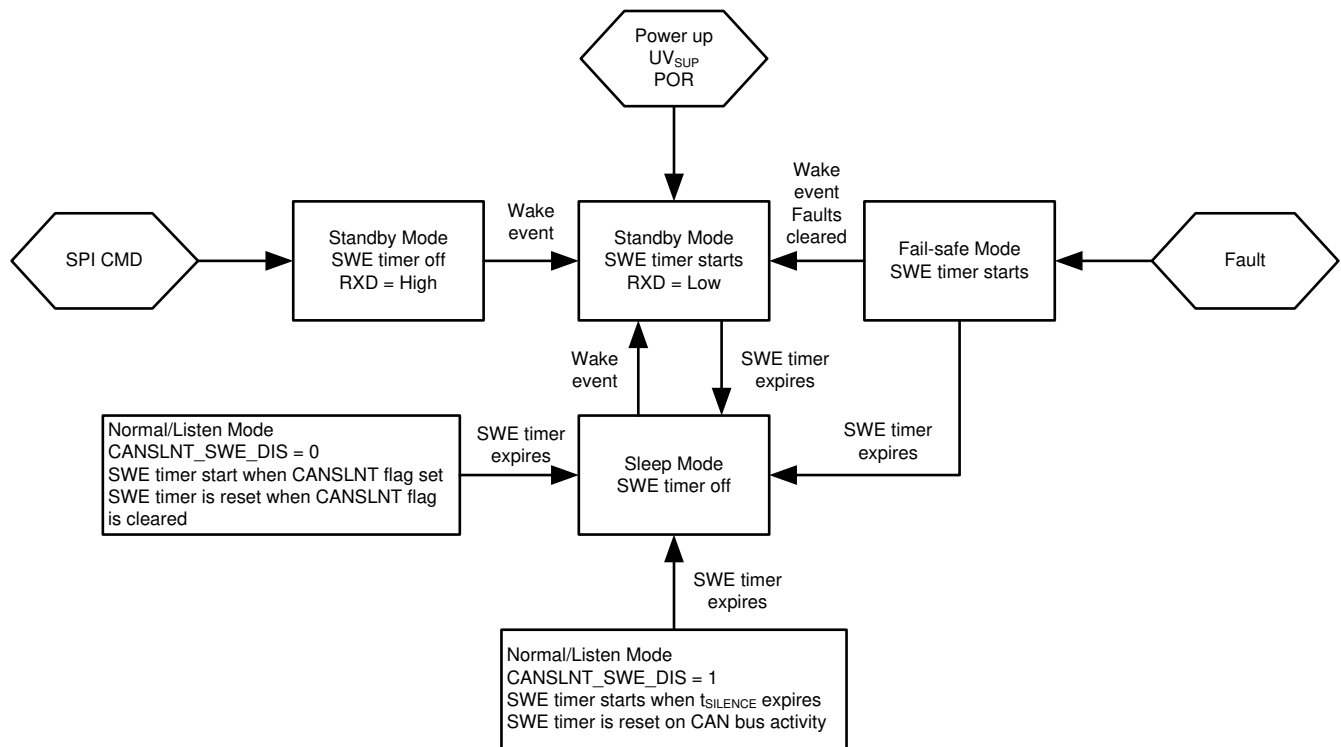 Power up
UVSUP
POR
Wake
event
Faults
cleared
Wake
event
SPI CMD
Standby Mode
SWE timer off
RXD = High
Standby Mode
SWE timer starts
RXD = Low
Fail-safe Mode
SWE timer starts
Fault
Wake
event
SWE timer
expires
Normal/Listen Mode
CANSLNT_SWE_DIS = 0
SWE timer start when CANSLNT flag set
SWE timer is reset when CANSLNT flag
is cleared
SWE timer
expires
Sleep Mode
SWE timer off
SWE timer
expires
SWE timer
expires
Normal/Listen Mode
CANSLNT_SWE_DIS = 1
SWE timer starts when tSILENCE expires
SWE timer is reset on CAN bus activity